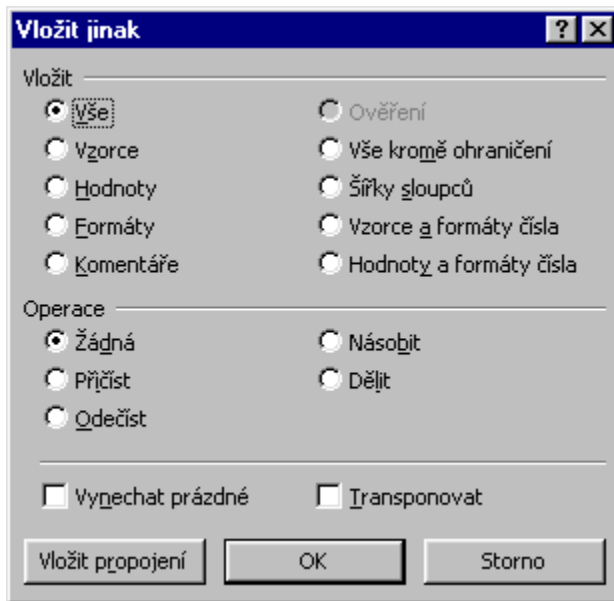 Vložit jinak
Vložit
Vše
Ověření
Vzorce
Vše kromě ohraničení
Hodnoty
Šířky sloupců
Formáty
Vzorce a formáty čísla
Komentáře
Hodnoty a formáty čísla
Operace
Žádná
Násobit
Přičíst
Dělit
Odečíst
Vynechat prázdné
Transponovat
Vložit propojení
OK
Storno